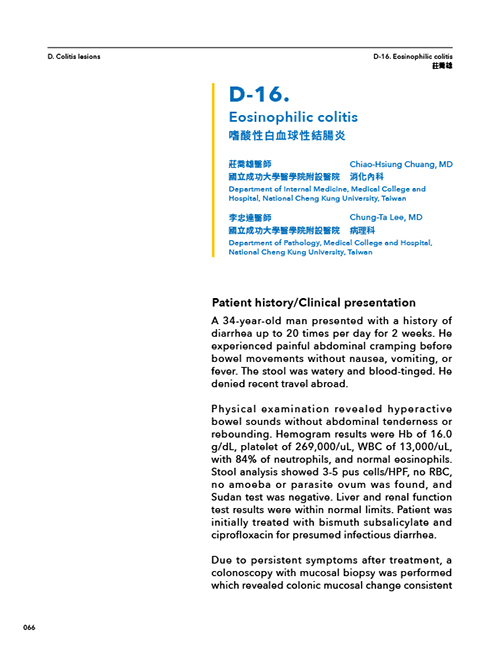 D. Colitis lesions
D-16. Eosinophilic colitis
莊喬雄
D-16.
Eosinophilic colitis
嗜酸性白血球性結腸炎
莊喬雄醫師 Chiao-Hsiung Chuang, MD
國立成功大學醫學院附設醫院 消化內科
Department of Internal Medicine, Medical College and
Hospital, National Cheng Kung University, Taiwan
李忠達醫師 Chung-Ta Lee, MD
國立成功大學醫學院附設醫院 病理科
Department of Pathology, Medical College and Hospital,
National Cheng Kung University, Taiwan
Patient history/Clinical presentation
A 34-year-old man presented with a history of
diarrhea up to 20 times per day for 2 weeks. He
experienced painful abdominal cramping before
bowel movements without nausea, vomiting, or
fever. The stool was watery and blood-tinged. He
denied recent travel abroad.
Physical examination revealed hyperactive
bowel sounds without abdominal tenderness or
rebounding. Hemogram results were Hb of 16.0
g/dL, platelet of 269,000/uL, WBC of 13,000/uL,
with 84% of neutrophils, and normal eosinophils.
Stool analysis showed 3-5 pus cells/HPF, no RBC,
no amoeba or parasite ovum was found, and
Sudan test was negative. Liver and renal function
test results were within normal limits. Patient was
initially treated with bismuth subsalicylate and
ciprofloxacin for presumed infectious diarrhea.
Due to persistent symptoms after treatment, a
colonoscopy with mucosal biopsy was performed
which revealed colonic mucosal change consistent
066